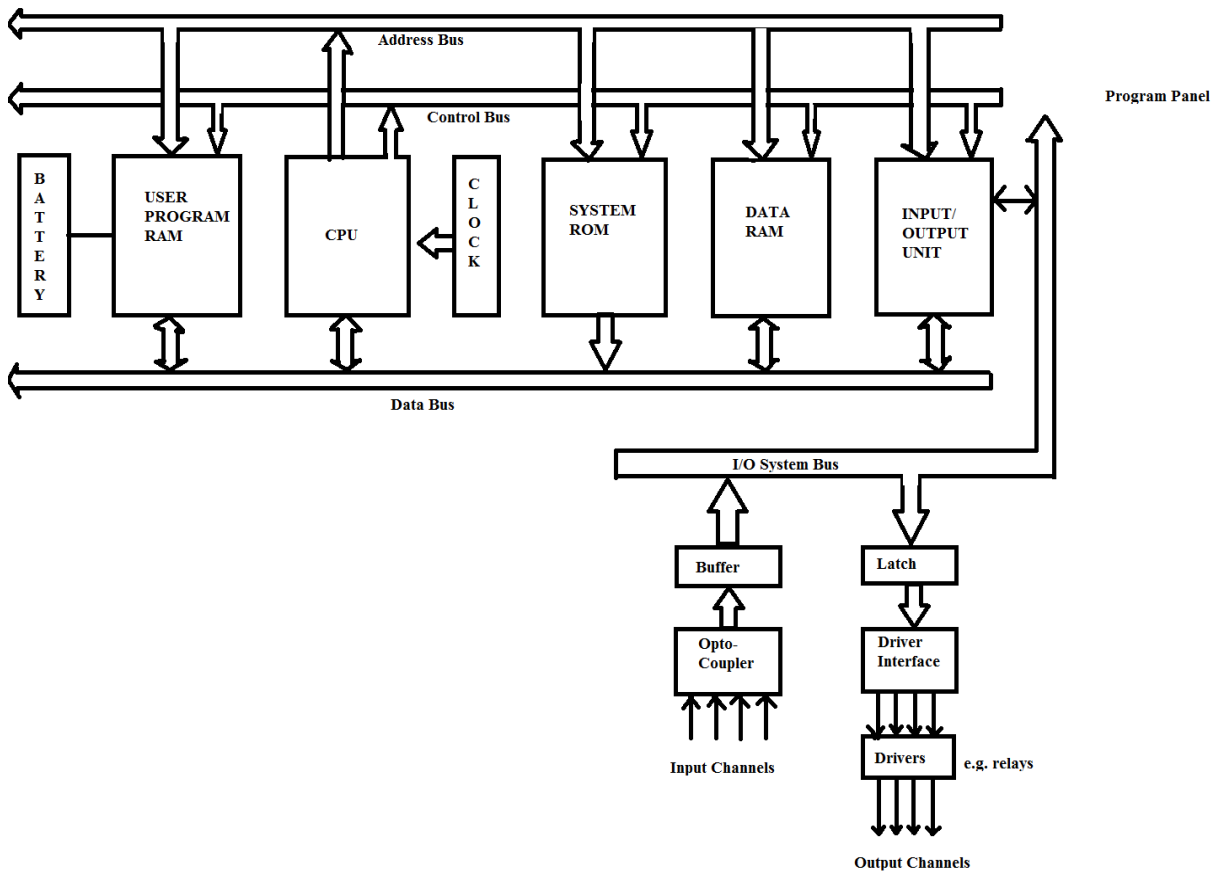 Address Bus
Control Bus
Program Panel
B
A
T
T
E
R
Y
USER
PROGRAM
RAM
CPU
C
L
O
C
K
SYSTEM
ROM
DATA
RAM
INPUT/
OUTPUT
UNIT
Data Bus
I/O System Bus
Buffer
Latch
Opto-
Coupler
Driver
Interface
Input Channels
Drivers
e.g. relays
Output Channels